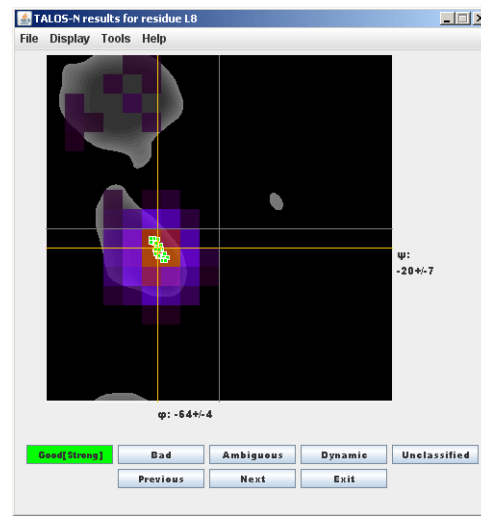 TALOS-N results for residue L8
File Display Tools Help
ψ:
-20+/-7
φ: -64+/-4
Good[Strong] Bad Ambiguous Dynamic Unclassified
Previous Next Exit